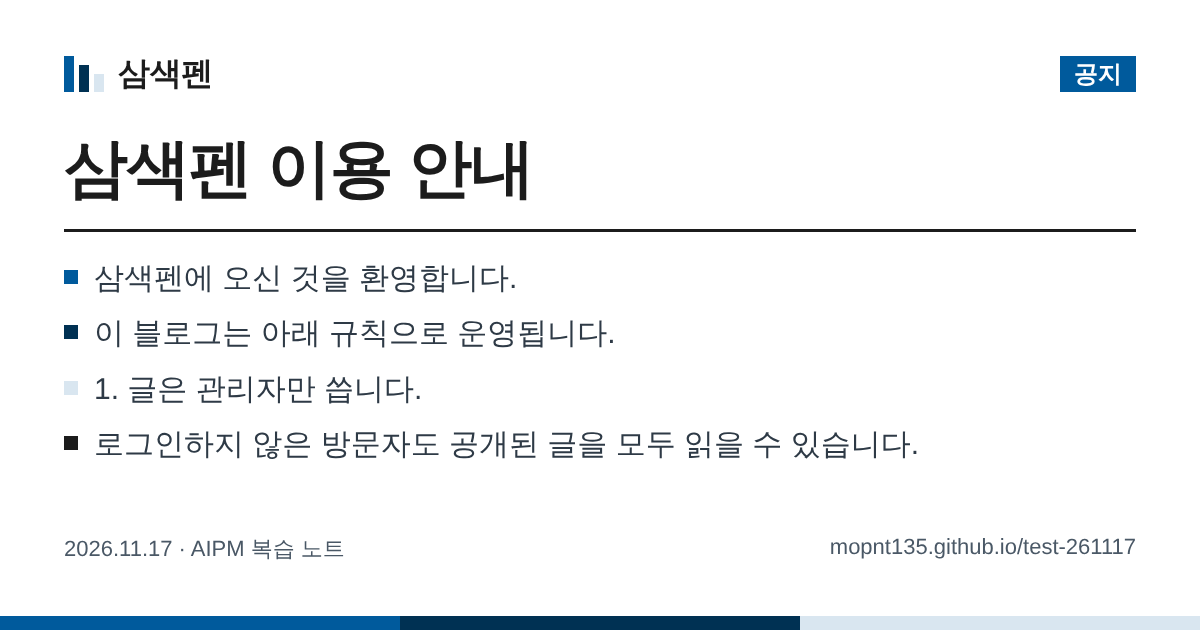 삼색펜
공지
삼색펜 이용 안내
삼색펜에 오신 것을 환영합니다.
이 블로그는 아래 규칙으로 운영됩니다.
1. 글은 관리자만 씁니다.
로그인하지 않은 방문자도 공개된 글을 모두 읽을 수 있습니다.
2026.11.17 · AIPM 복습 노트
mopnt135.github.io/test-261117